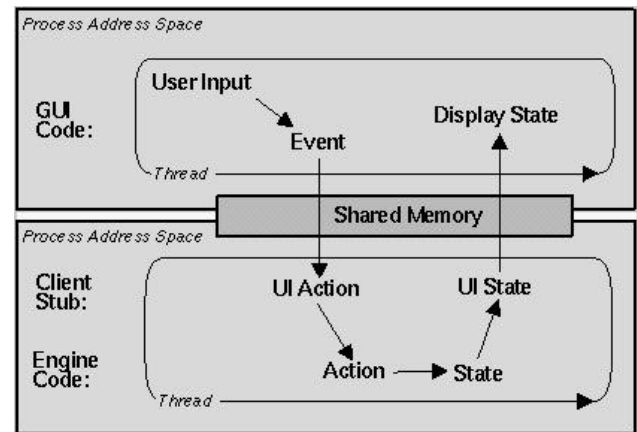 Process Address Space
User Input
GUI
Code:
Display State
Event
Thread
Shared Memory
Process Address Space
Client
Stub:
UI Action
UI State
Engine
Code:
Action
State
Thread